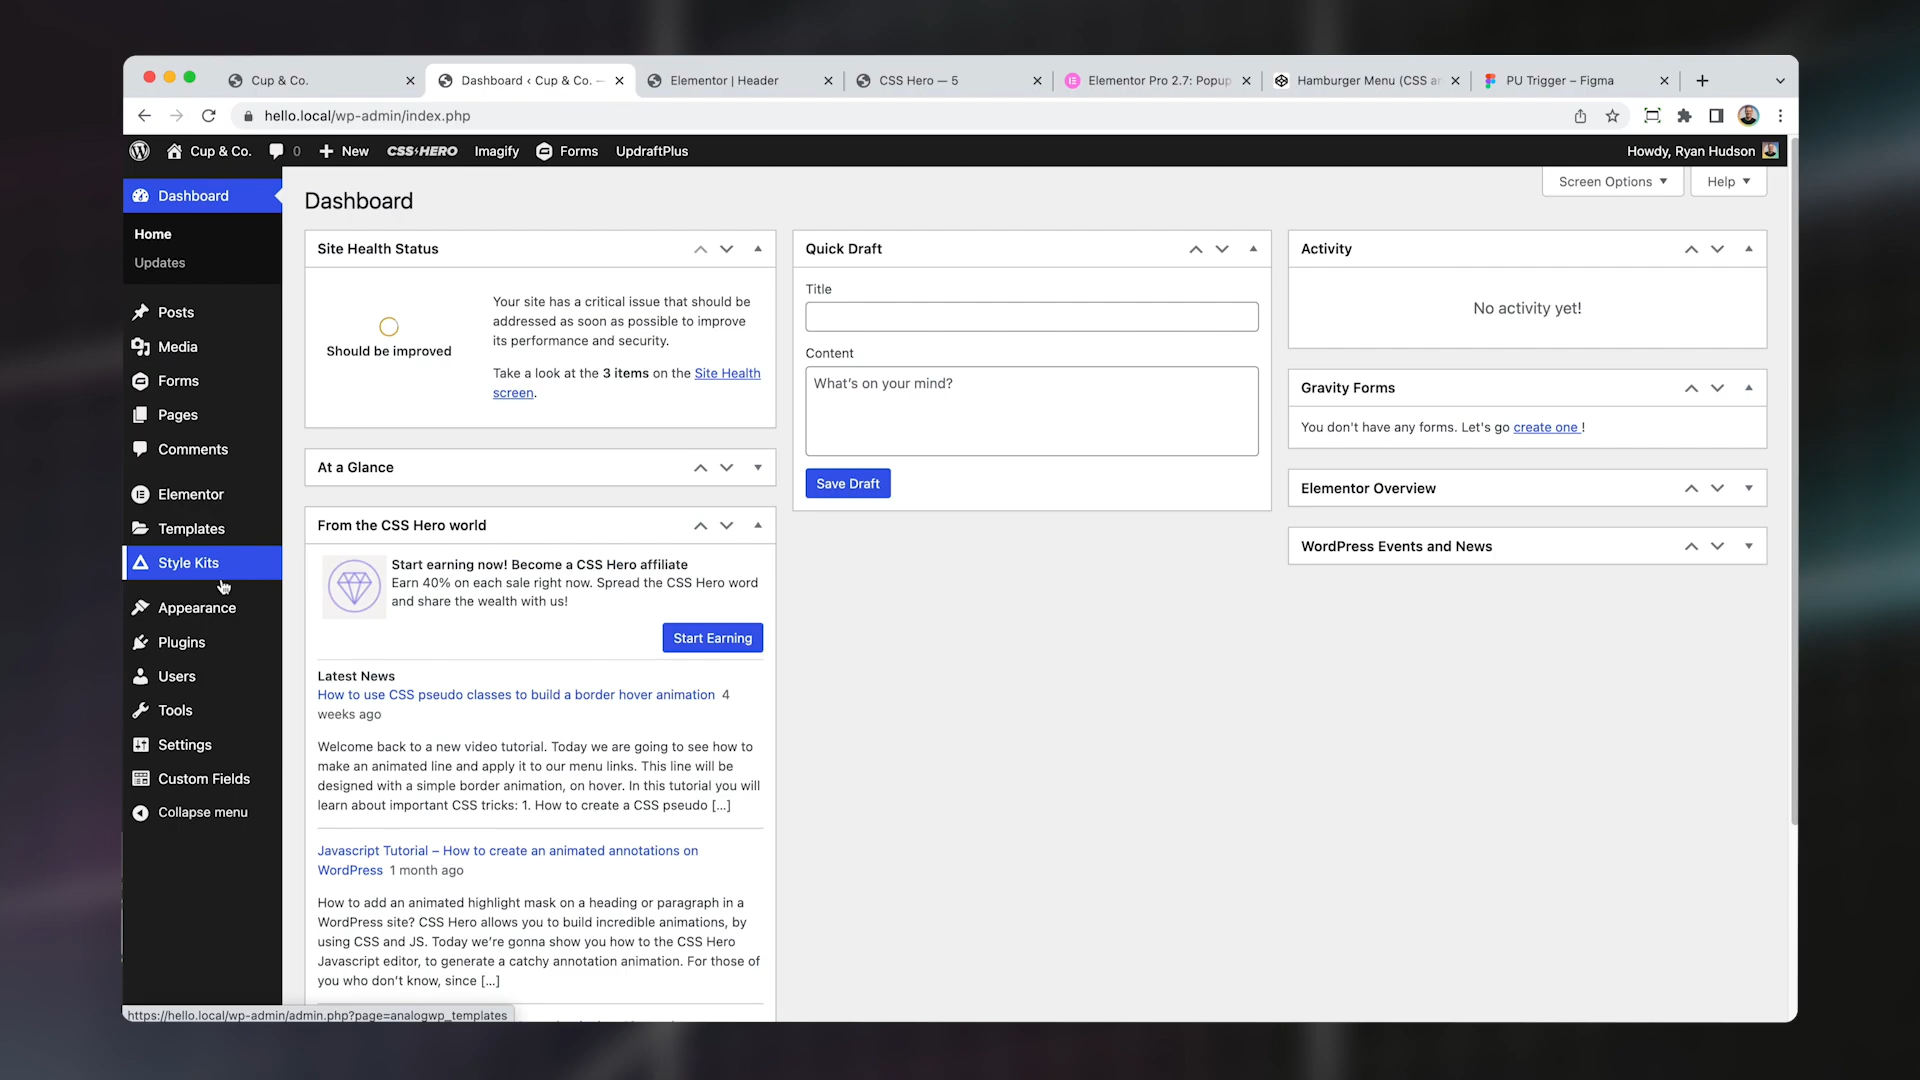 Cup & Co.
Dashboard ‹ Cup & Co. —
Elementor | Header
CSS Hero — 5
Elementor Pro 2.7: Popup
Hamburger Menu (CSS an
PU Trigger – Figma
hello.local/wp-admin/index.php
Cup & Co.
0
New
CSS HERO
Imagify
Forms
UpdraftPlus
Howdy, Ryan Hudson
Dashboard
Home
Updates
Posts
Media
Forms
Pages
Comments
Elementor
Templates
Style Kits
Appearance
Plugins
Users
Tools
Settings
Custom Fields
Collapse menu
Screen Options
Help
Dashboard
Site Health Status
Should be improved
Your site has a critical issue that should be
addressed as soon as possible to improve
its performance and security.
Take a look at the 3 items on the Site Health
screen.
At a Glance
From the CSS Hero world
Start earning now! Become a CSS Hero affiliate
Earn 40% on each sale right now. Spread the CSS Hero word
and share the wealth with us!
Start Earning
Latest News
How to use CSS pseudo classes to build a border hover animation 4
weeks ago
Welcome back to a new video tutorial. Today we are going to see how to
make an animated line and apply it to our menu links. This line will be
designed with a simple border animation, on hover. In this tutorial you will
learn about important CSS tricks: 1. How to create a CSS pseudo [...]
Javascript Tutorial – How to create an animated annotations on
WordPress 1 month ago
How to add an animated highlight mask on a heading or paragraph in a
WordPress site? CSS Hero allows you to build incredible animations, by
using CSS and JS. Today we're gonna show you how to the CSS Hero
Javascript editor, to generate a catchy annotation animation. For those of
you who don't know, since [...]
Quick Draft
Title
Content
What's on your mind?
Save Draft
Activity
No activity yet!
Gravity Forms
You don't have any forms. Let's go create one !
Elementor Overview
WordPress Events and News
https://hello.local/wp-admin/admin.php?page=analogwp_templates